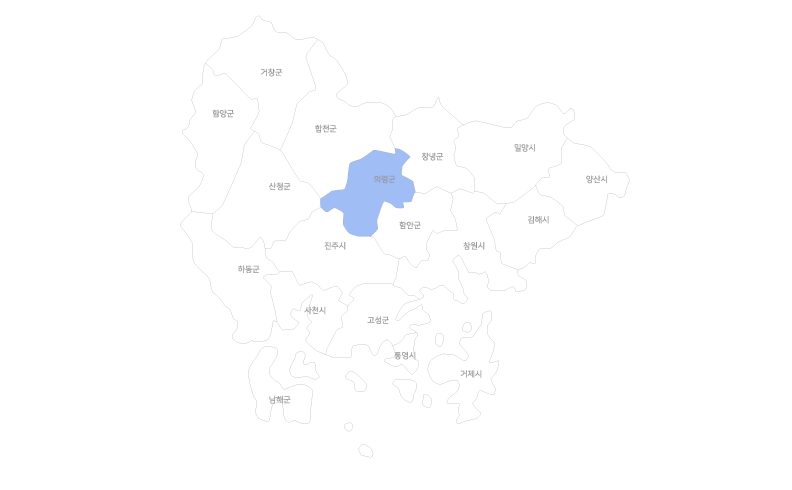 거창군
함양군
합천군
창녕군
밀양시
의령군
양산시
산청군
김해시
함안군
진주시
창원시
하동군
사천시
고성군
통영시
거제시
남해군